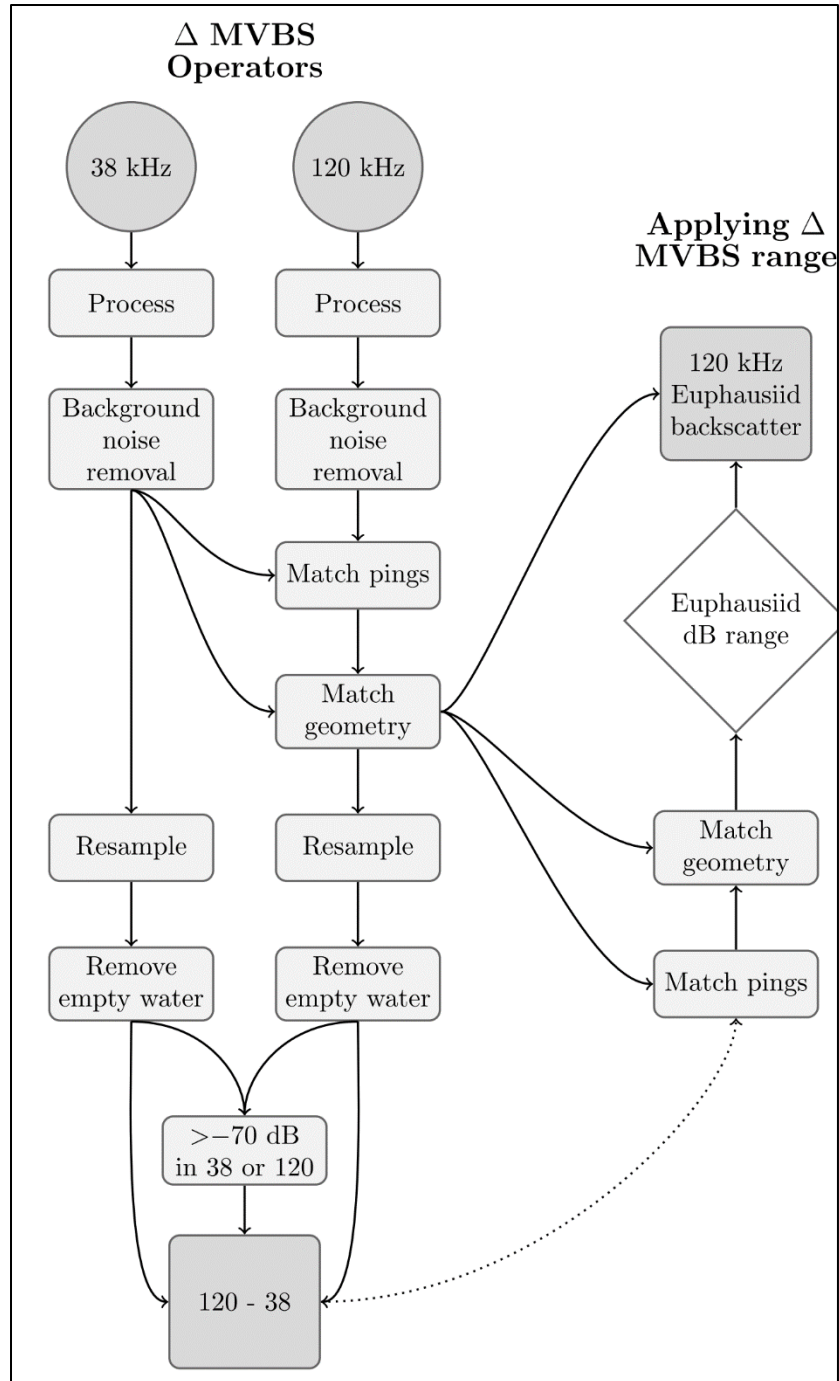 Δ MVBS
Operators
38 kHz
120 kHz
Applying Δ
MVBS range
Process
Process
120 kHz
Euphausiid
backscatter
Background
noise
removal
Background
noise
removal
Match pings
Euphausiid
dB range
Match
geometry
Resample
Resample
Match
geometry
Remove
empty water
Remove
empty water
Match pings
>−70 dB
in 38 or 120
120 - 38